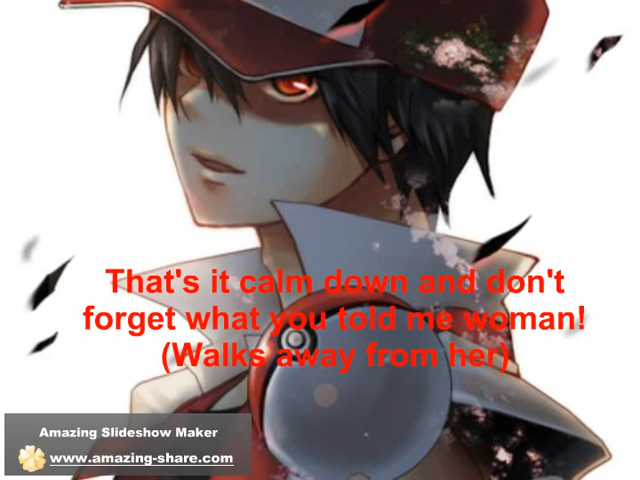 That's it calm down and don't
forget what you told me woman!
(Walks away from her)
Amazing Slideshow Maker
www.amazing-share.com